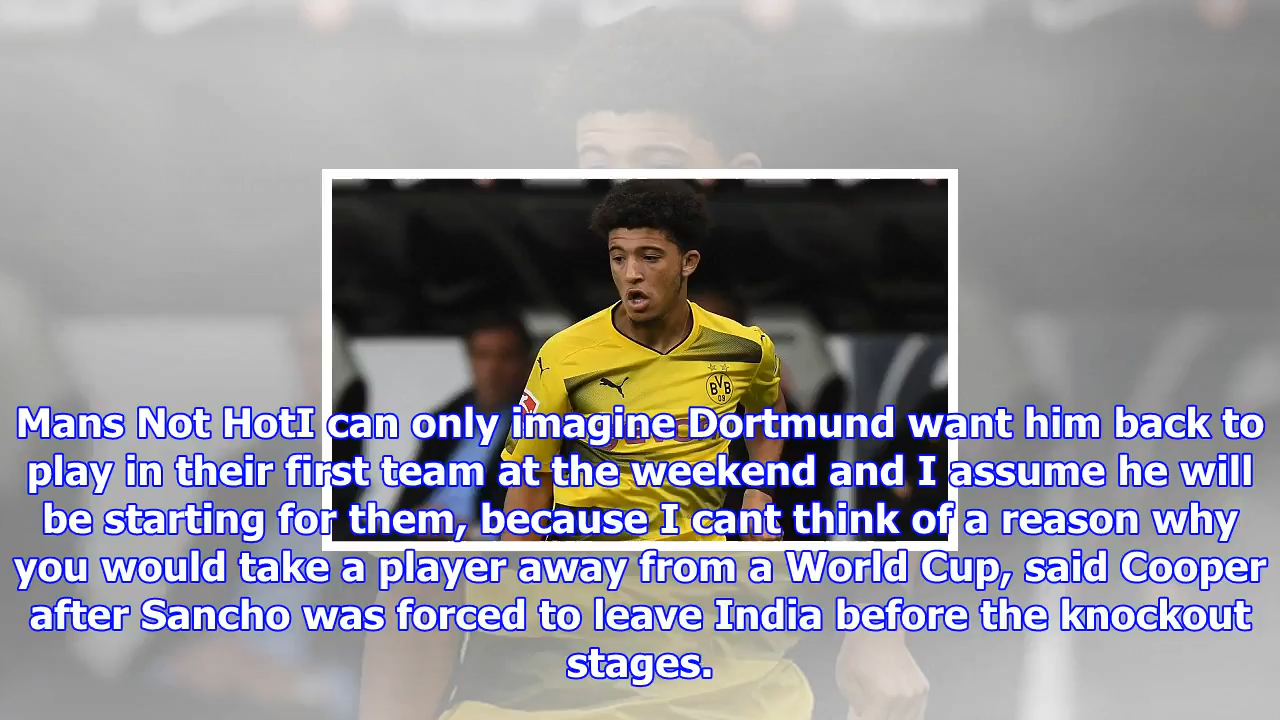 Mans Not HotI can only imagine Dortmund want him back to
play in their first team at the weekend and I assume he will
be starting for them, because I cant think of a reason why
you would take a player away from a World Cup, said Cooper
after Sancho was forced to leave India before the knockout
stages.
BVB
09